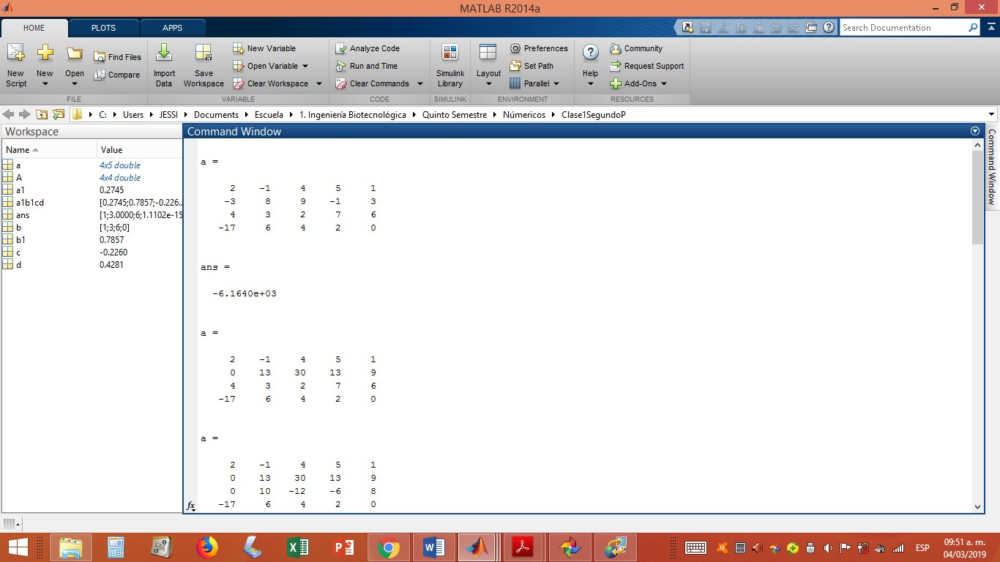 MATLAB R2014a
HOME PLOTS APPS Search Documentation
New Script New Open Find Files Compare Import Data Save Workspace New Variable Open Variable Clear Workspace Analyze Code Run and Time Clear Commands Simulink Library Layout Preferences Set Path Parallel Help Community Request Support Add-Ons
FILE VARIABLE CODE SIMULINK ENVIRONMENT RESOURCES
C: Users JESSI Documents Escuela 1. Ingeniería Biotecnológica Quinto Semestre Númericos Clase1SegundoP
Workspace
Name Value
a 4x5 double
A 4x4 double
a1 0.2745
a1b1cd [0.2745;0.7857;-0.226...
ans [1;3.0000;6;1.1102e-15
b [1;3;6;0]
b1 0.7857
c -0.2260
d 0.4281
Command Window
a =
2 -1 4 5 1
-3 8 9 -1 3
4 3 2 7 6
-17 6 4 2 0
ans =
-6.1640e+03
a =
2 -1 4 5 1
0 13 30 13 9
4 3 2 7 6
-17 6 4 2 0
a =
2 -1 4 5 1
0 13 30 13 9
0 10 -12 -6 8
-17 6 4 2 0
fx
Command Window
ESP
09:51 a. m.
04/03/2019